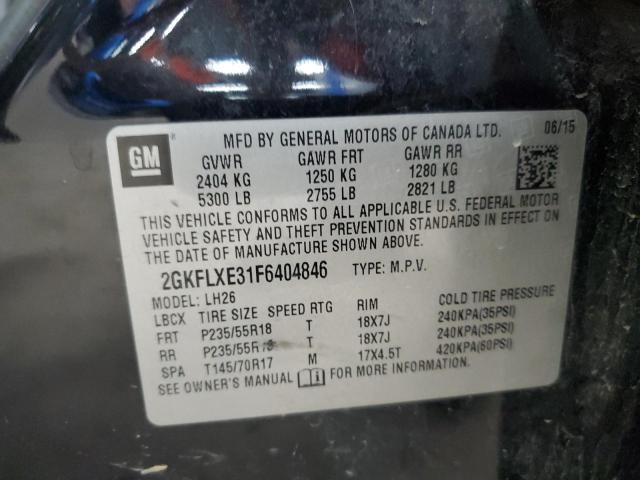 GM
MFD BY GENERAL MOTORS OF CANADA LTD. 06/15
GVWR GAWR FRT GAWR RR
2404 KG 1250 KG 1280 KG
5300 LB 2755 LB 2821 LB
THIS VEHICLE CONFORMS TO ALL APPLICABLE U.S. FEDERAL MOTOR
VEHICLE SAFETY AND THEFT PREVENTION STANDARDS IN EFFECT ON
THE DATE OF MANUFACTURE SHOWN ABOVE.
2GKFLXE31F6404846 TYPE: M.P.V.
MODEL: LH26
LBCX TIRE SIZE SPEED RTG RIM COLD TIRE PRESSURE
FRT P235/55R18 T 18X7J 240KPA(35PSI)
RR P235/55R18 T 18X7J 240KPA(35PSI)
SPA T145/70R17 M 17X4.5T 420KPA(60PSI)
SEE OWNER'S MANUAL FOR MORE INFORMATION.